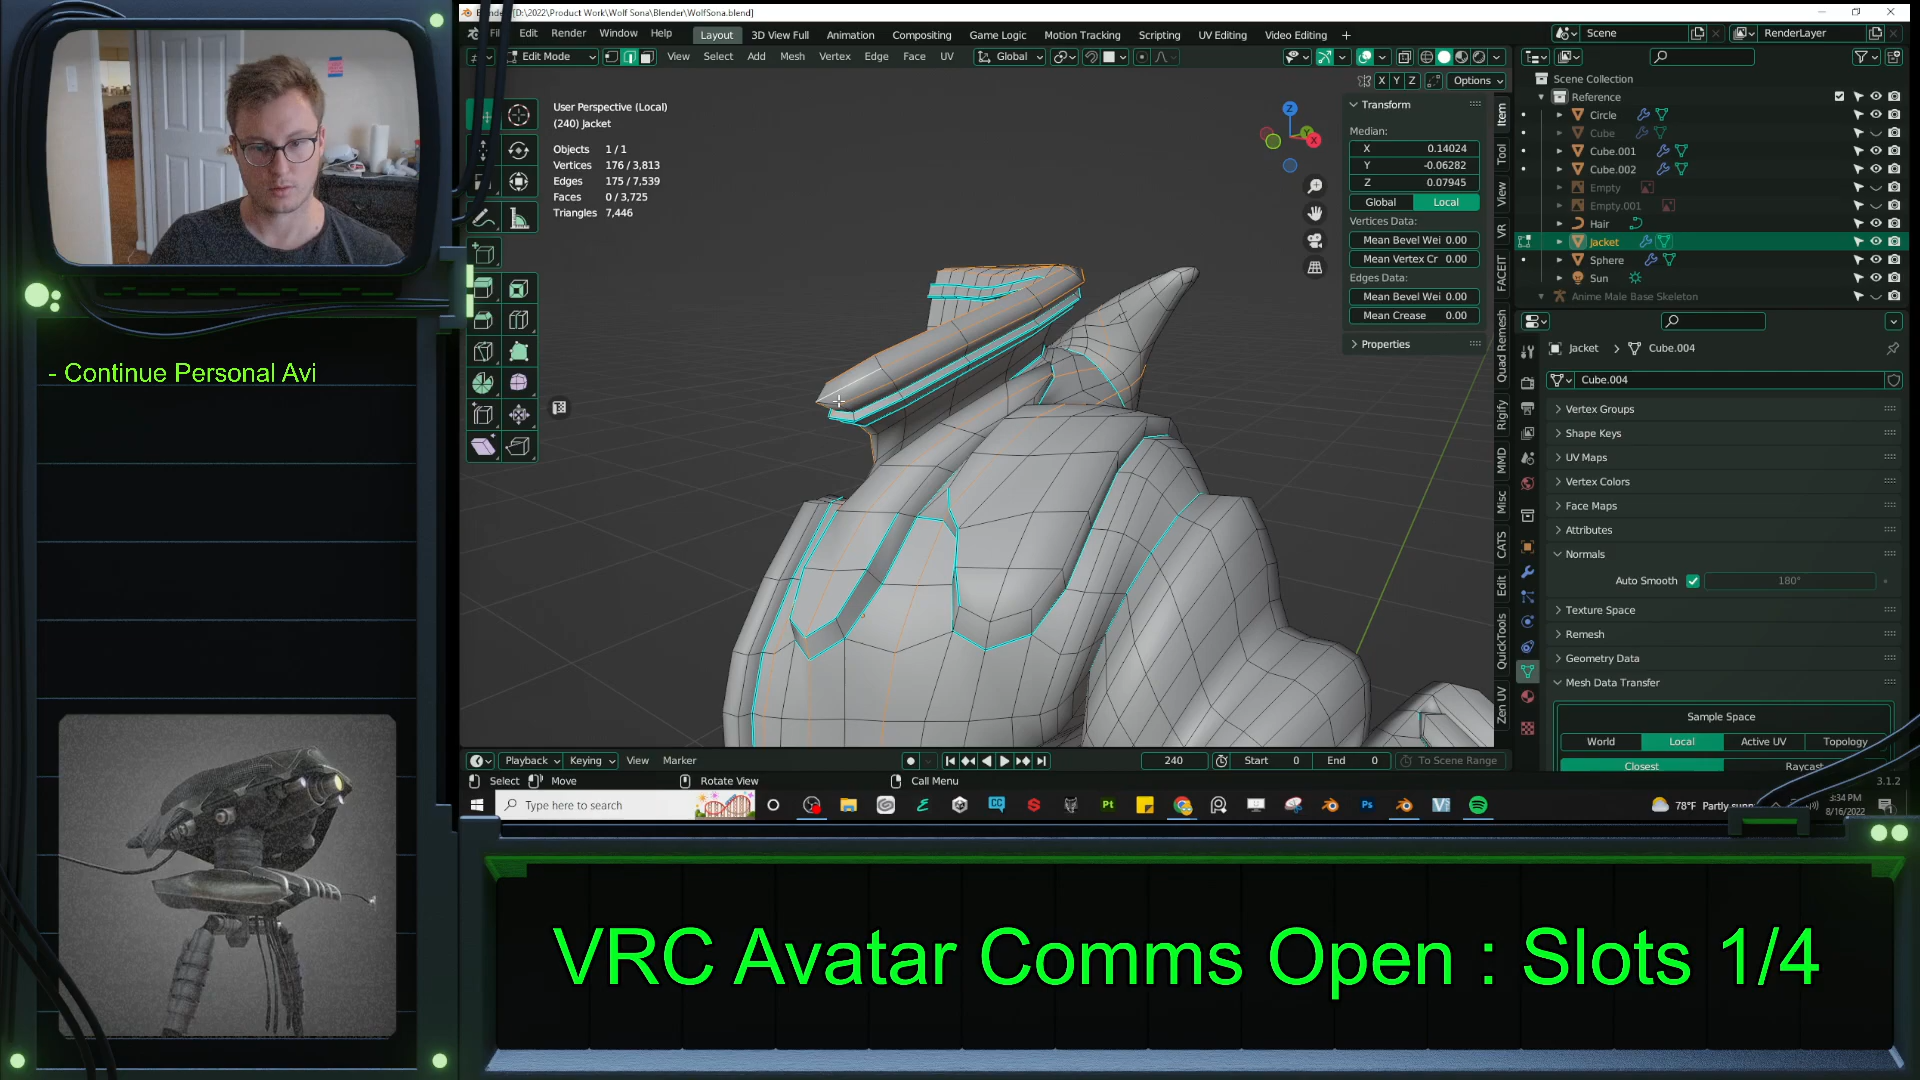 Blender [D:\2022\Product Work\Wolf Sona\Blender\WolfSona.blend]
Edit Render Window Help
Layout 3D View Full Animation Compositing Game Logic Motion Tracking Scripting UV Editing Video Editing +
Scene
RenderLayer
Edit Mode View Select Add Mesh Vertex Edge Face UV
Global
X Y Z Options
User Perspective (Local)
(240) Jacket
Objects 1 / 1
Vertices 176 / 3,813
Edges 175 / 7,539
Faces 0 / 3,725
Triangles 7,446
Transform
Median:
X 0.14024
Y -0.06282
Z 0.07945
Global Local
Vertices Data:
Mean Bevel Wei 0.00
Mean Vertex Cr 0.00
Edges Data:
Mean Bevel Wei 0.00
Mean Crease 0.00
Properties
Item
Tool
View
VR
FACEIT
Quad Remesh
Rigify
MMD
Misc
CATS
Edit
QuickTools
Zen UV
Scene Collection
Reference
Circle
Cube
Cube.001
Cube.002
Empty
Empty.001
Hair
Jacket
Sphere
Sun
Anime Male Base Skeleton
Jacket > Cube.004
Cube.004
Vertex Groups
Shape Keys
UV Maps
Vertex Colors
Face Maps
Attributes
Normals
Auto Smooth 180°
Texture Space
Remesh
Geometry Data
Mesh Data Transfer
Sample Space
World Local Active UV Topology
Closest Raycast
- Continue Personal Avi
Playback Keying View Marker
240 Start 0 End 0 To Scene Range
Select Move Rotate View Call Menu
3.1.2
Type here to search
78°F Partly sunny
3:34 PM
8/16/2022
VRC Avatar Comms Open : Slots 1/4